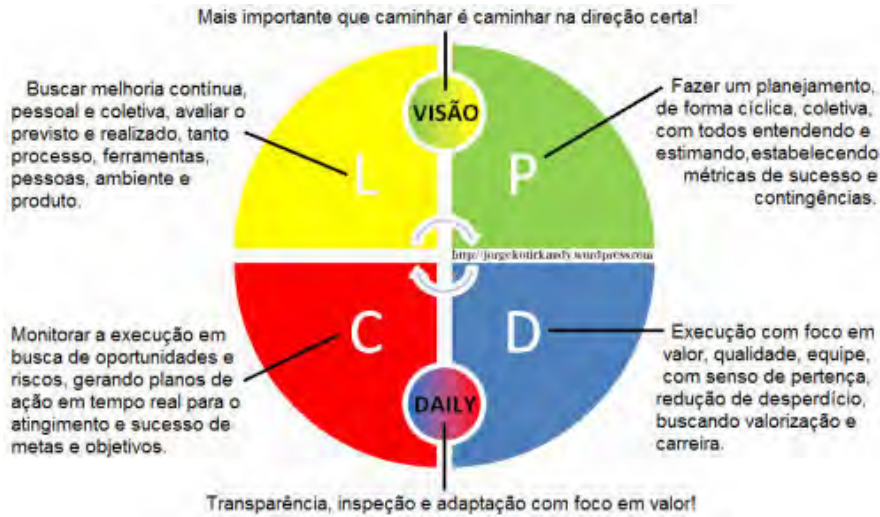 Mais importante que caminhar é caminhar na direção certa!
Buscar melhoria contínua,
pessoal e coletiva, avaliar o
previsto e realizado, tanto
processo, ferramentas,
pessoas, ambiente e
produto.
VISÃO
Fazer um planejamento,
de forma cíclica, coletiva,
com todos entendendo e
estimando, estabelecendo
métricas de sucesso e
contingências.
L
P
http://jorgekotickaudy.wordpress.com
C
D
Monitorar a execução em
busca de oportunidades e
riscos, gerando planos de
ação em tempo real para o
atingimento e sucesso de
metas e objetivos.
Execução com foco em
valor, qualidade, equipe,
com senso de pertença,
redução de desperdício,
buscando valorização e
carreira.
DAILY
Transparência, inspeção e adaptação com foco em valor!